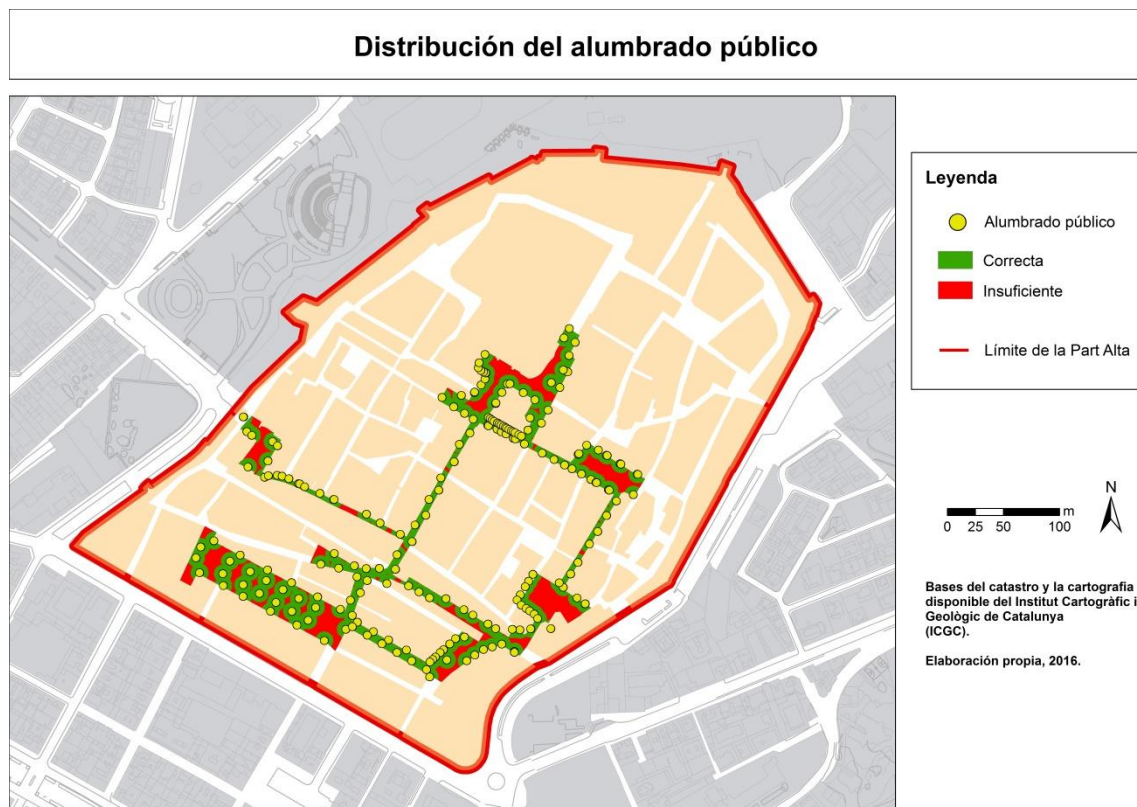 Distribución del alumbrado público
Leyenda
Alumbrado público
Correcta
Insuficiente
Límite de la Part Alta
N
0 25 50 100 m
Bases del catastro y la cartografia
disponible del Institut Cartogràfic i
Geològic de Catalunya
(ICGC).
Elaboración propia, 2016.